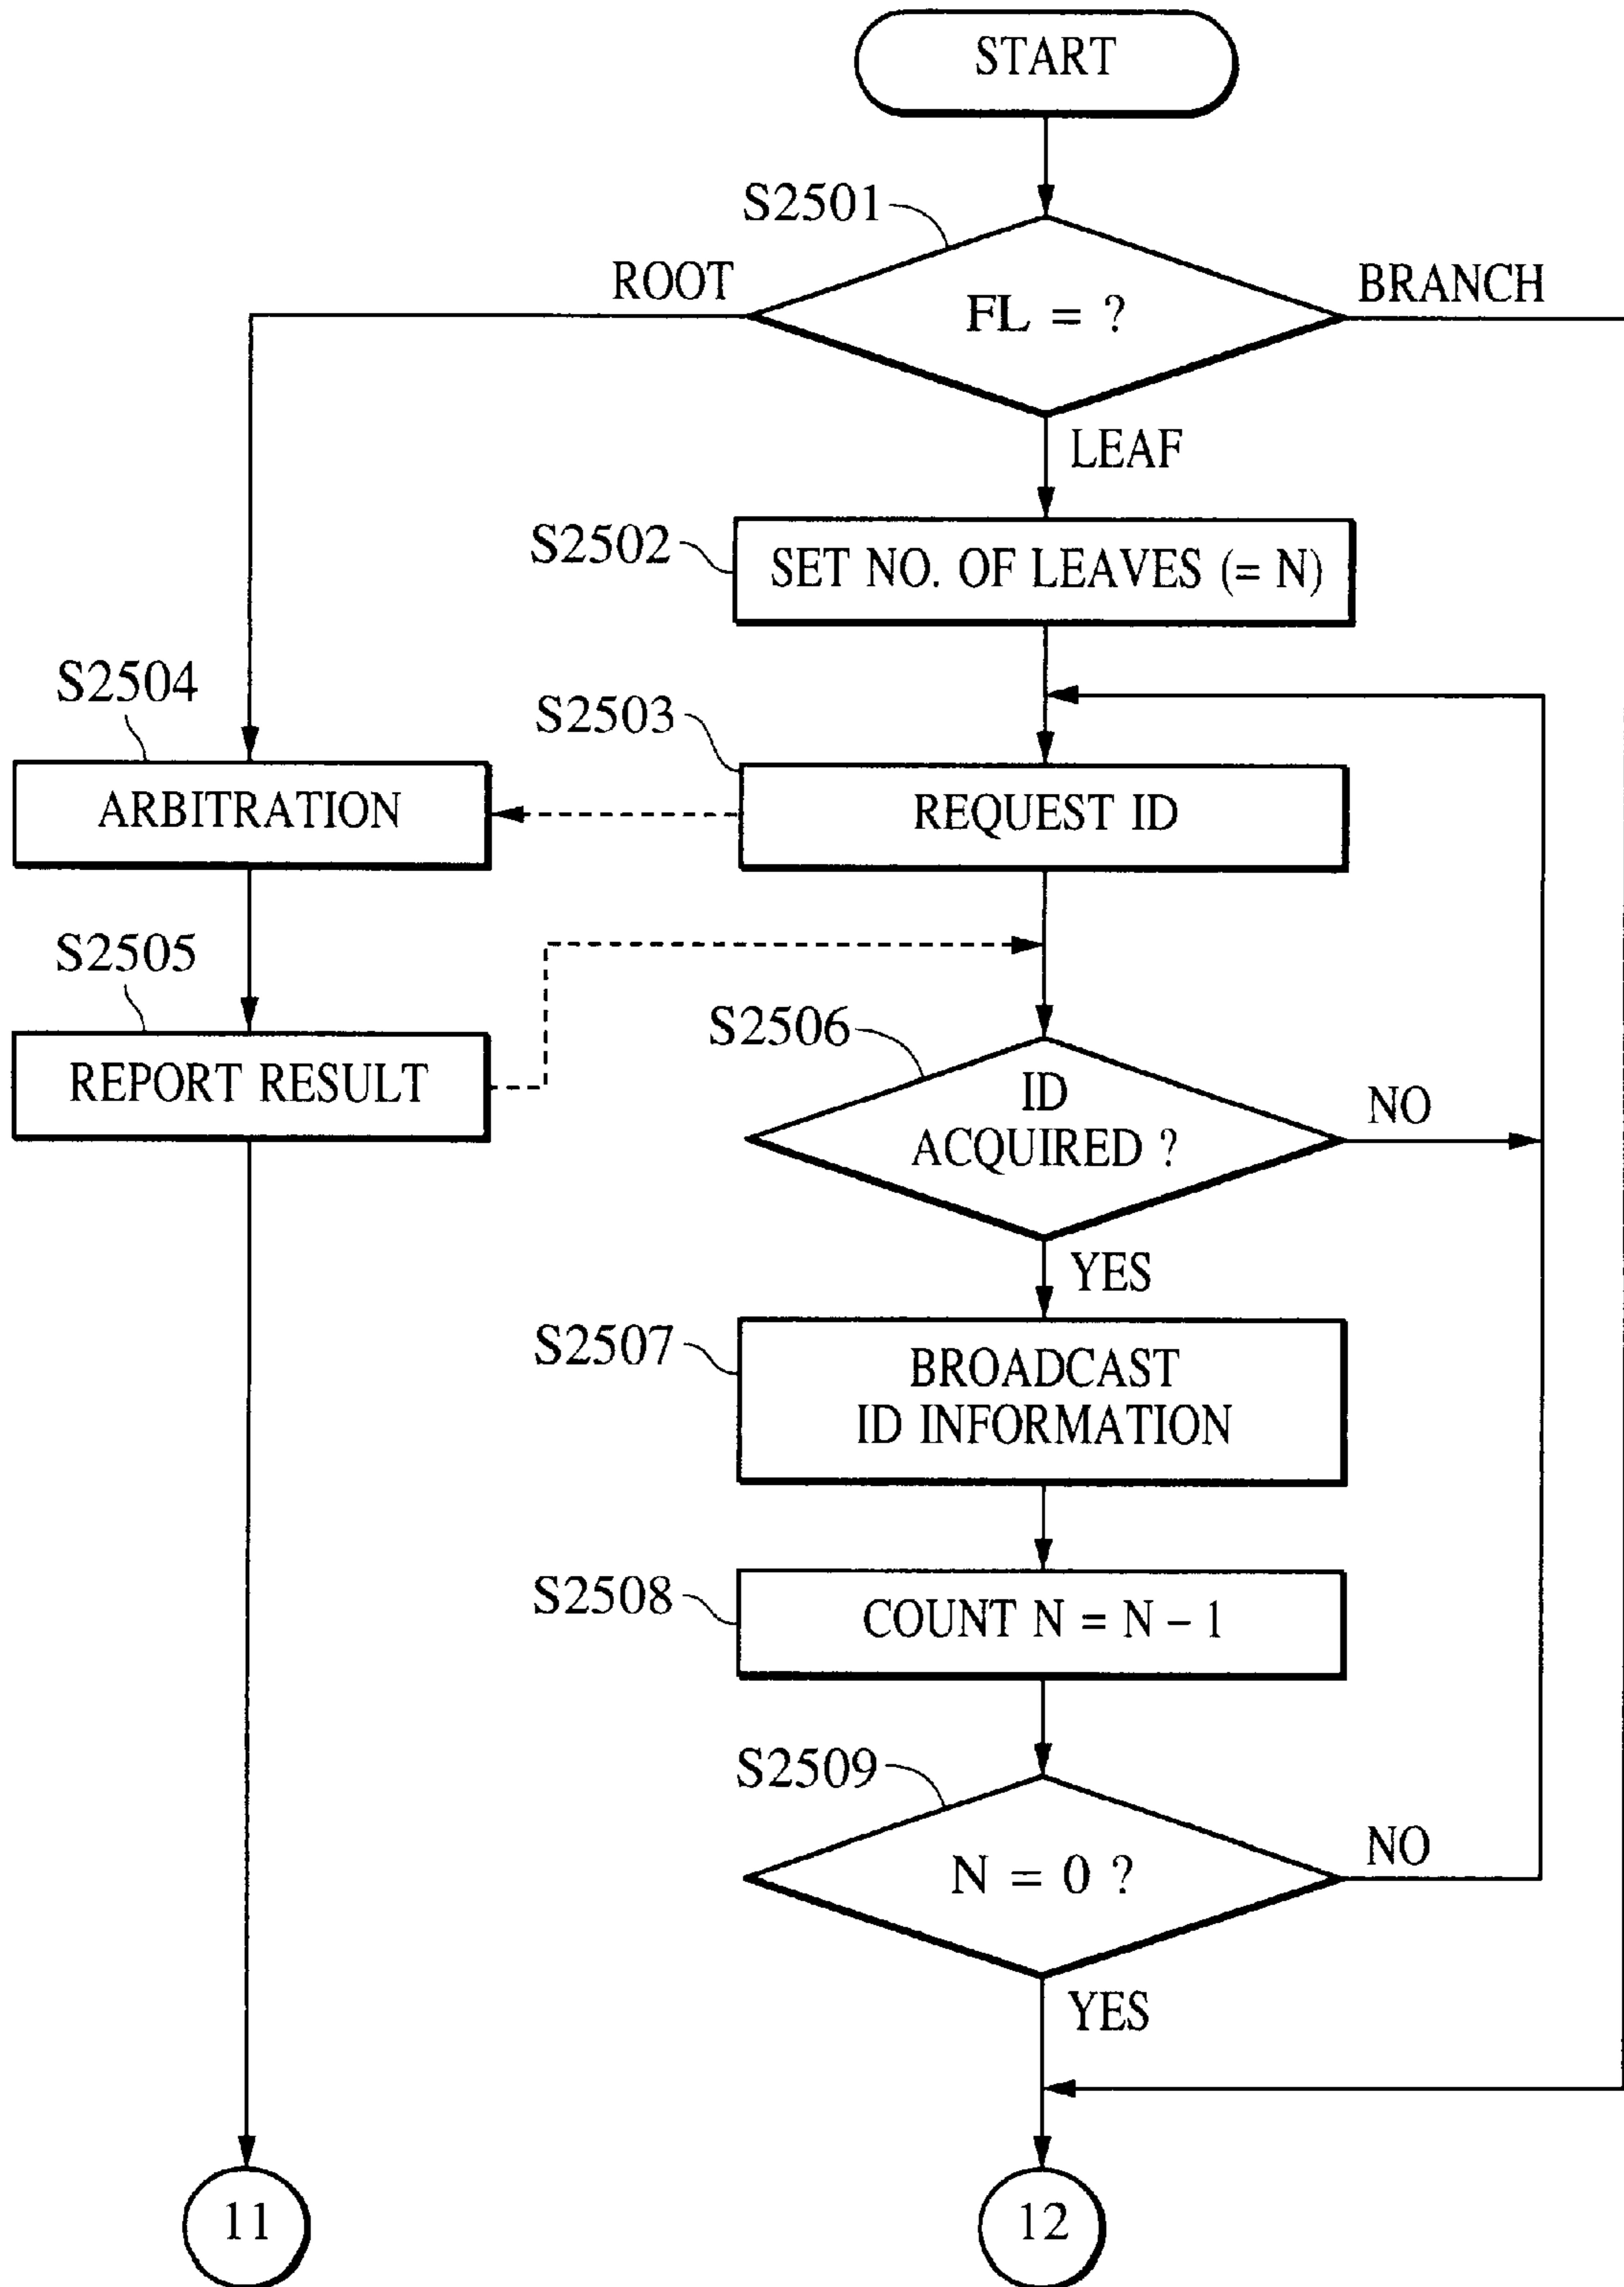 START
S2501
ROOT
FL = ?
BRANCH
LEAF
S2502
SET NO. OF LEAVES (= N)
S2504
S2503
ARBITRATION
REQUEST ID
S2505
REPORT RESULT
S2506
ID
ACQUIRED ?
NO
YES
S2507
BROADCAST
ID INFORMATION
S2508
COUNT N = N – 1
S2509
N = 0 ?
NO
YES
11
12